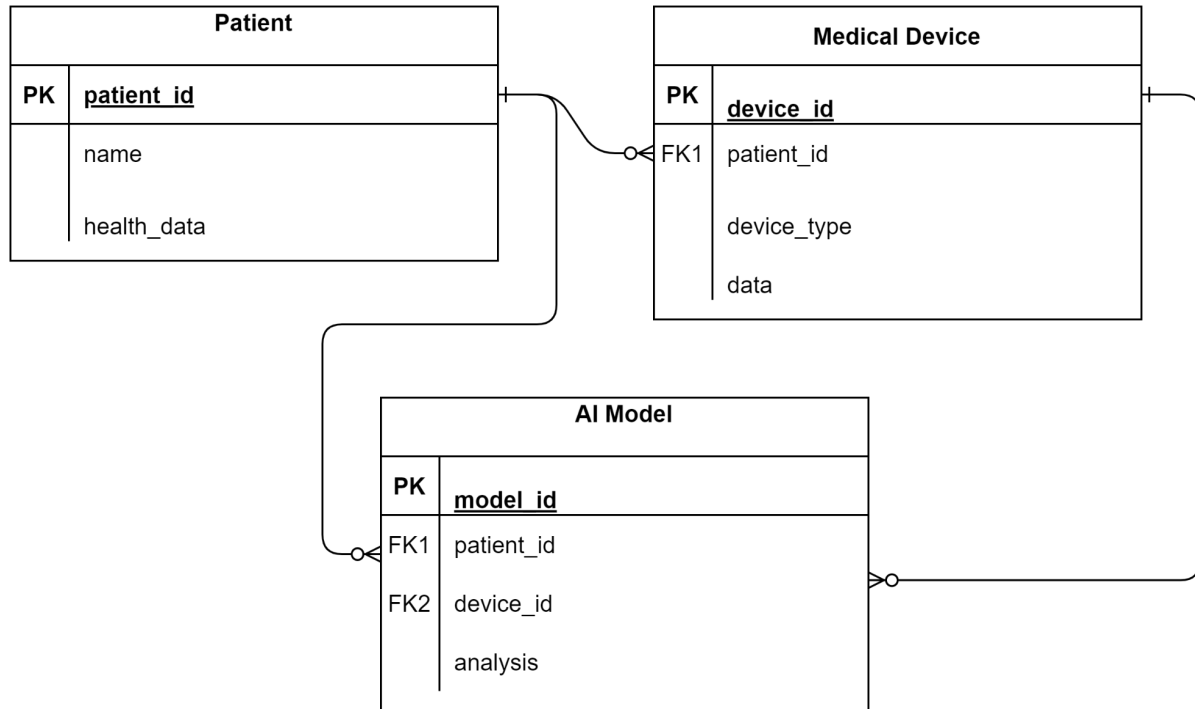 Patient
PK patient_id
name
health_data
Medical Device
PK device_id
FK1 patient_id
device_type
data
AI Model
PK model_id
FK1 patient_id
FK2 device_id
analysis